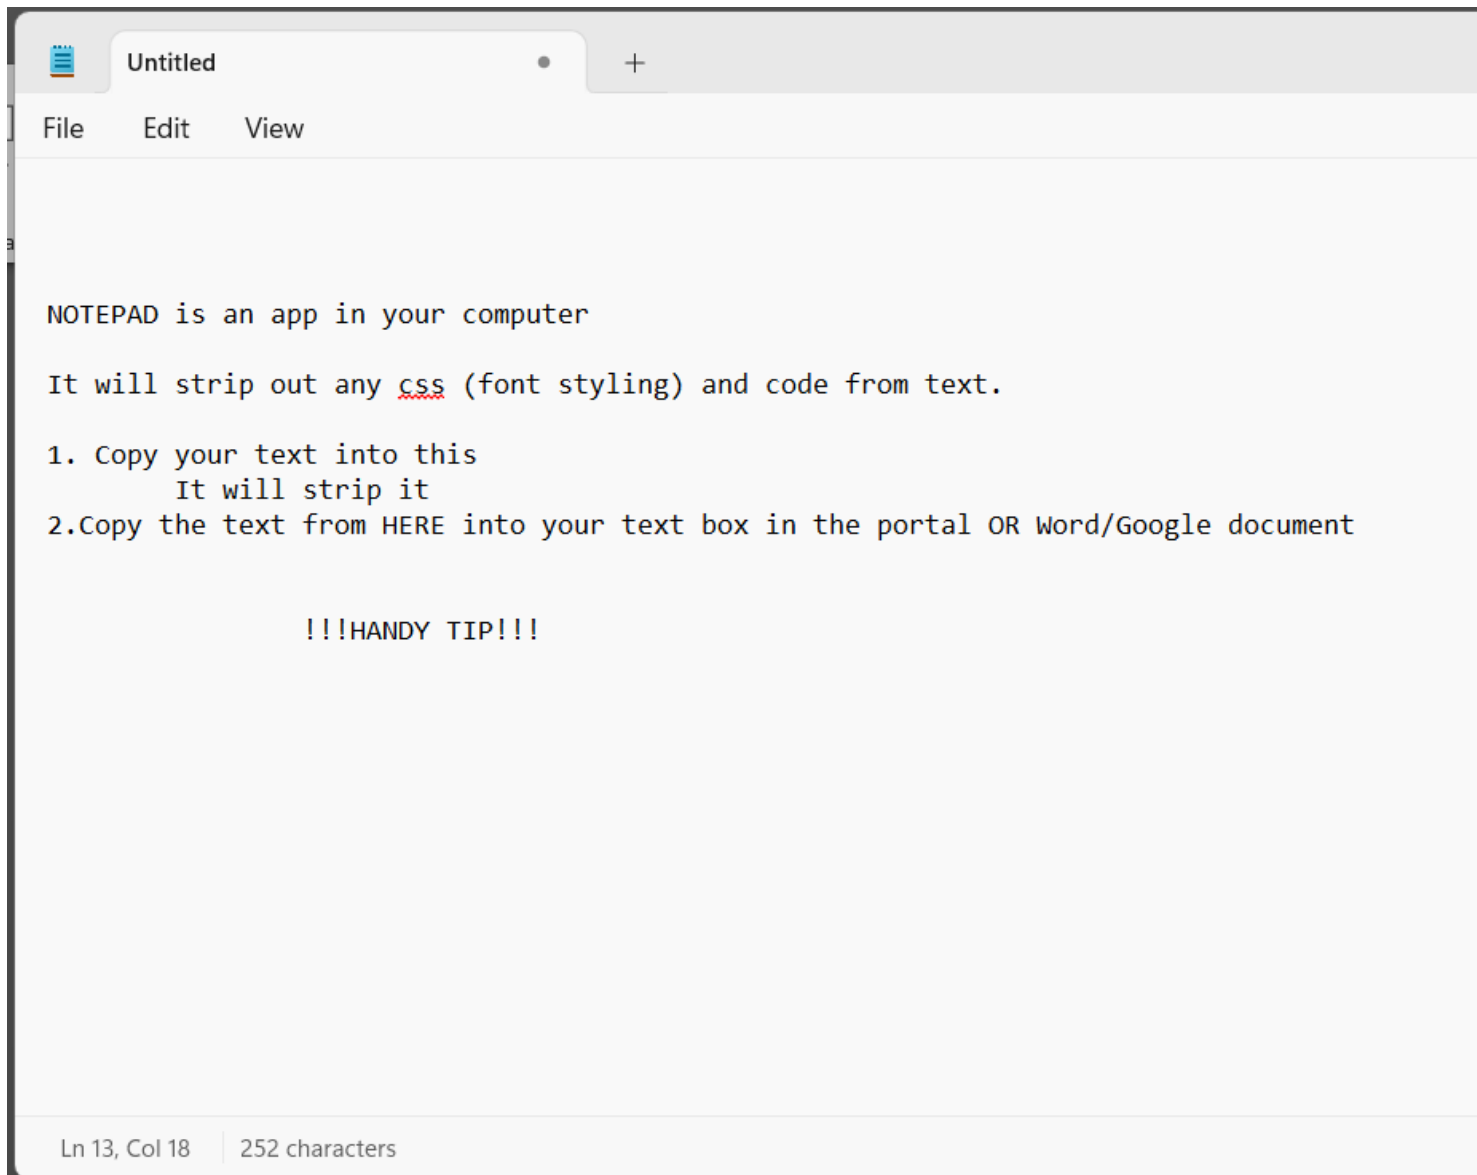 Untitled
File Edit View
NOTEPAD is an app in your computer
It will strip out any css (font styling) and code from text.
1. Copy your text into this
It will strip it
2.Copy the text from HERE into your text box in the portal OR Word/Google document
!!!HANDY TIP!!!
Ln 13, Col 18 252 characters